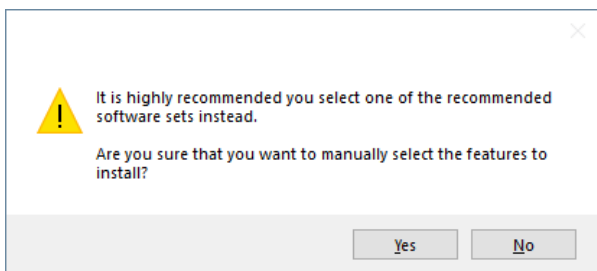 It is highly recommended you select one of the recommended
software sets instead.
Are you sure that you want to manually select the features to
install?
Yes
No